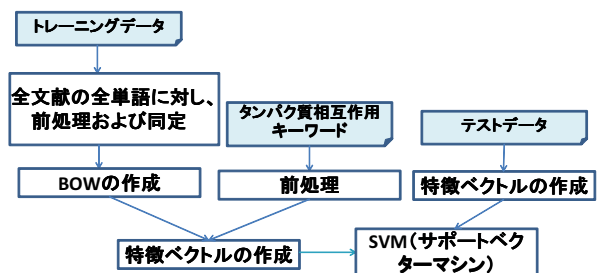 トレーニングデータ
全文献の全単語に対し、
前処理および同定
タンパク質相互作用
キーワード
テストデータ
BOWの作成
前処理
特徴ベクトルの作成
特徴ベクトルの作成
SVM（サポートベク
ターマシン）